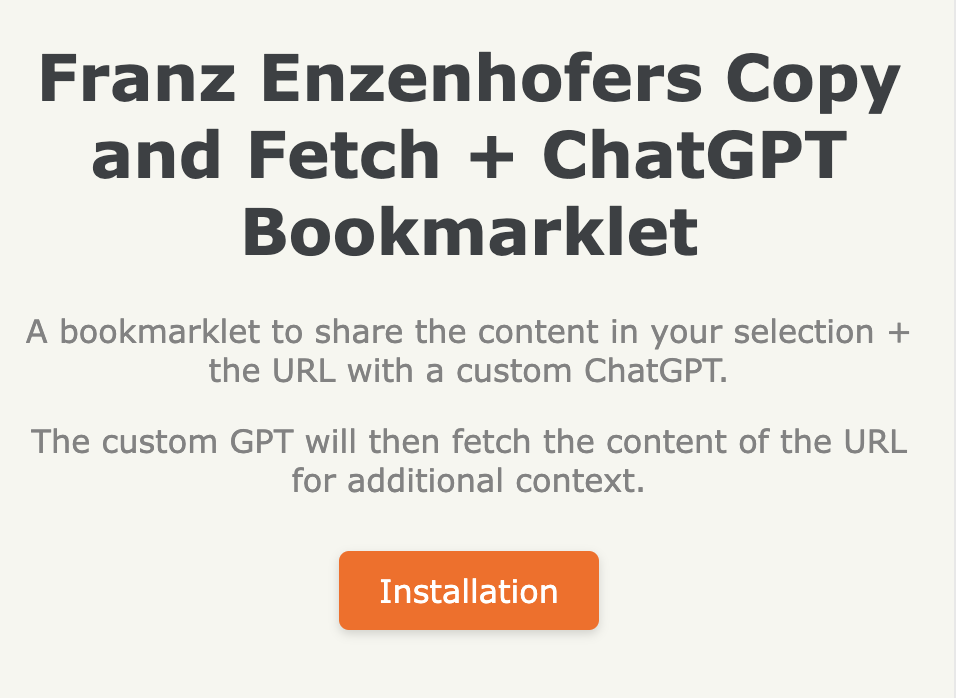 Franz Enzenhofers Copy
and Fetch + ChatGPT
Bookmarklet
A bookmarklet to share the content in your selection +
the URL with a custom ChatGPT.
The custom GPT will then fetch the content of the URL
for additional context.
Installation